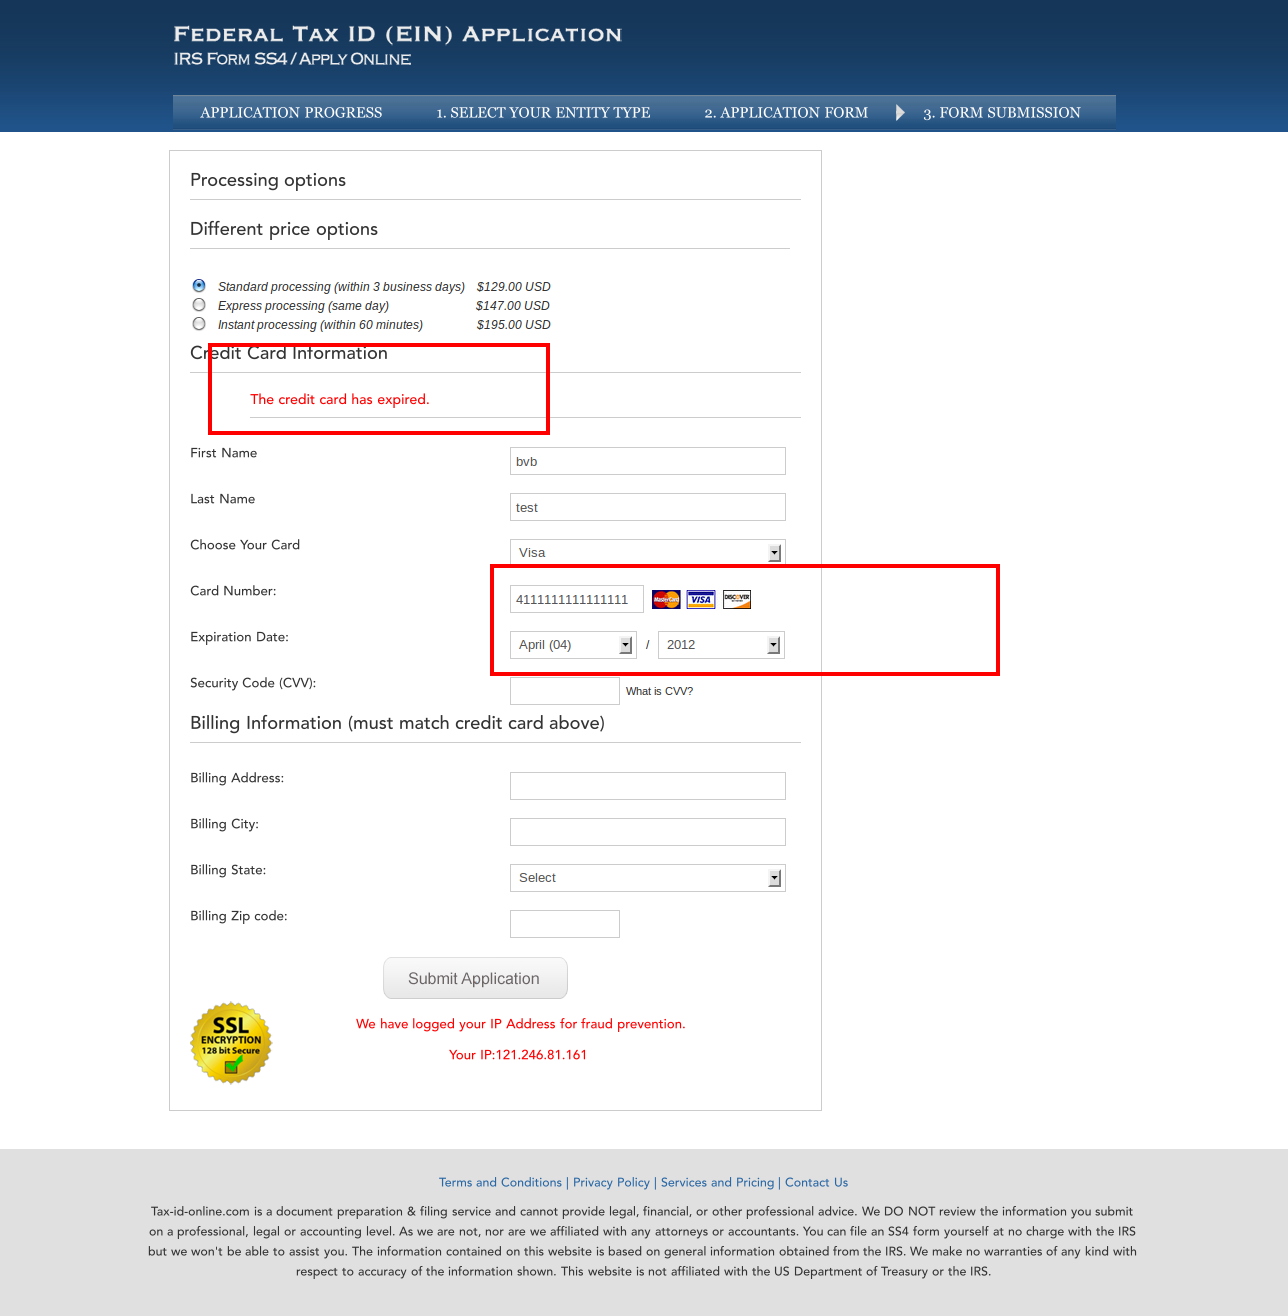 FEDERAL TAX ID (EIN) APPLICATION
IRS FORM SS4 / APPLY ONLINE
APPLICATION PROGRESS 1. SELECT YOUR ENTITY TYPE 2. APPLICATION FORM 3. FORM SUBMISSION
Processing options
Different price options
Standard processing (within 3 business days) $129.00 USD
Express processing (same day) $147.00 USD
Instant processing (within 60 minutes) $195.00 USD
Credit Card Information
The credit card has expired.
First Name bvb
Last Name test
Choose Your Card Visa
Card Number: 4111111111111111 MasterCard VISA DISCOVER
Expiration Date: April (04) / 2012
Security Code (CVV): What is CVV?
Billing Information (must match credit card above)
Billing Address:
Billing City:
Billing State: Select
Billing Zip code:
Submit Application
SSL
ENCRYPTION
128 bit Secure
We have logged your IP Address for fraud prevention.
Your IP:121.246.81.161
Terms and Conditions | Privacy Policy | Services and Pricing | Contact Us
Tax-id-online.com is a document preparation & filing service and cannot provide legal, financial, or other professional advice. We DO NOT review the information you submit
on a professional, legal or accounting level. As we are not, nor are we affiliated with any attorneys or accountants. You can file an SS4 form yourself at no charge with the IRS
but we won't be able to assist you. The information contained on this website is based on general information obtained from the IRS. We make no warranties of any kind with
respect to accuracy of the information shown. This website is not affiliated with the US Department of Treasury or the IRS.